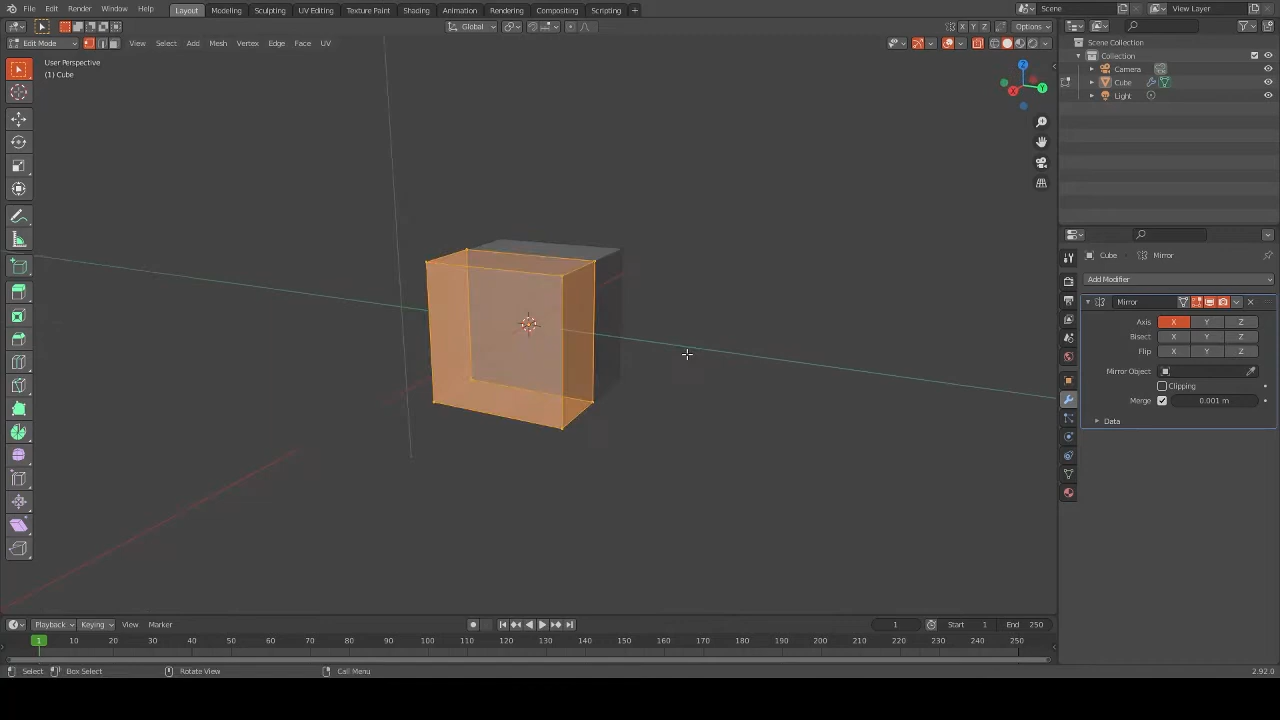 File Edit Render Window Help Layout Modeling Sculpting UV Editing Texture Paint Shading Animation Rendering Compositing Scripting + Scene View Layer
Global X Y Z Options
Edit Mode View Select Add Mesh Vertex Edge Face UV
User Perspective
(1) Cube
Z
Y
X
Scene Collection
Collection
Camera
Cube
Light
Cube Mirror
Add Modifier
Mirror
Axis X Y Z
Bisect X Y Z
Flip X Y Z
Mirror Object
Clipping
Merge 0.001 m
Data
Playback Keying View Marker 1 Start 1 End 250
1 10 20 30 40 50 60 70 80 90 100 110 120 130 140 150 160 170 180 190 200 210 220 230 240 250
Select Box Select Rotate View Call Menu 2.92.0